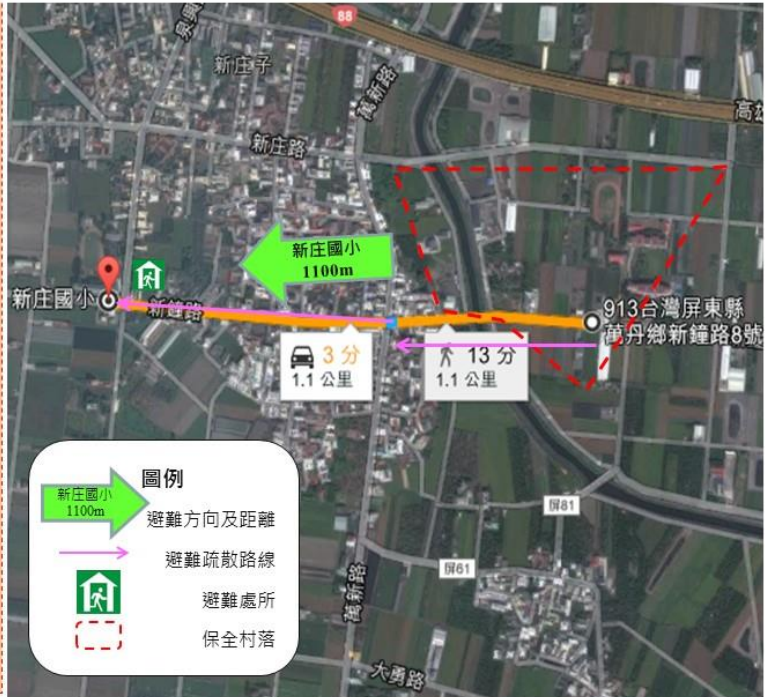 88
泉興
新庄子
萬新路
高雄
新庄路
新庄國小
1100m
新庄國小
新鐘路
913台灣屏東縣
萬丹鄉新鐘路8號
3 分
1.1 公里
13 分
1.1 公里
圖例
新庄國小
1100m
避難方向及距離
避難疏散路線
避難處所
保全村落
屏81
屏61
萬新路
大勇路